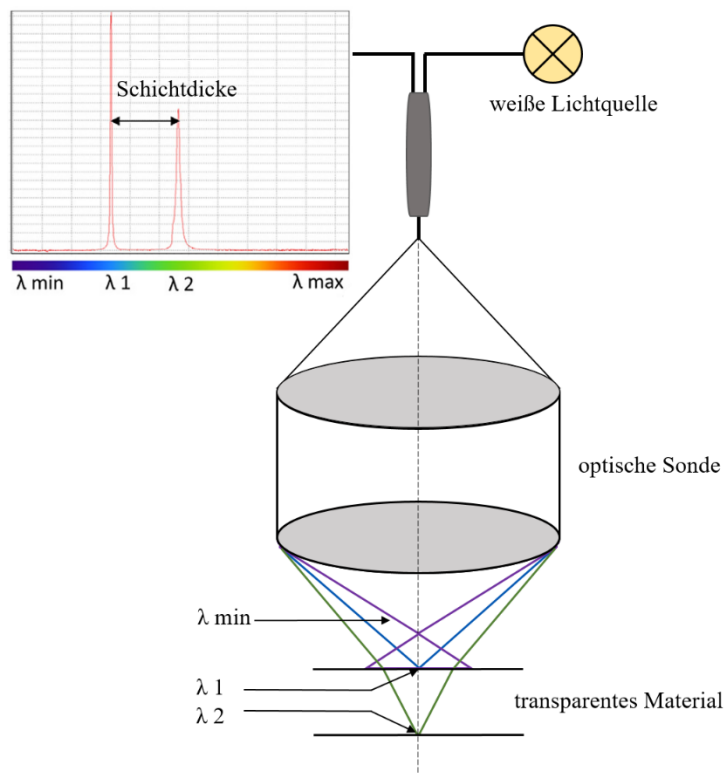 Schichtdicke
λ min λ 1 λ 2 λ max
weiße Lichtquelle
optische Sonde
λ min
λ 1
λ 2
transparentes Material